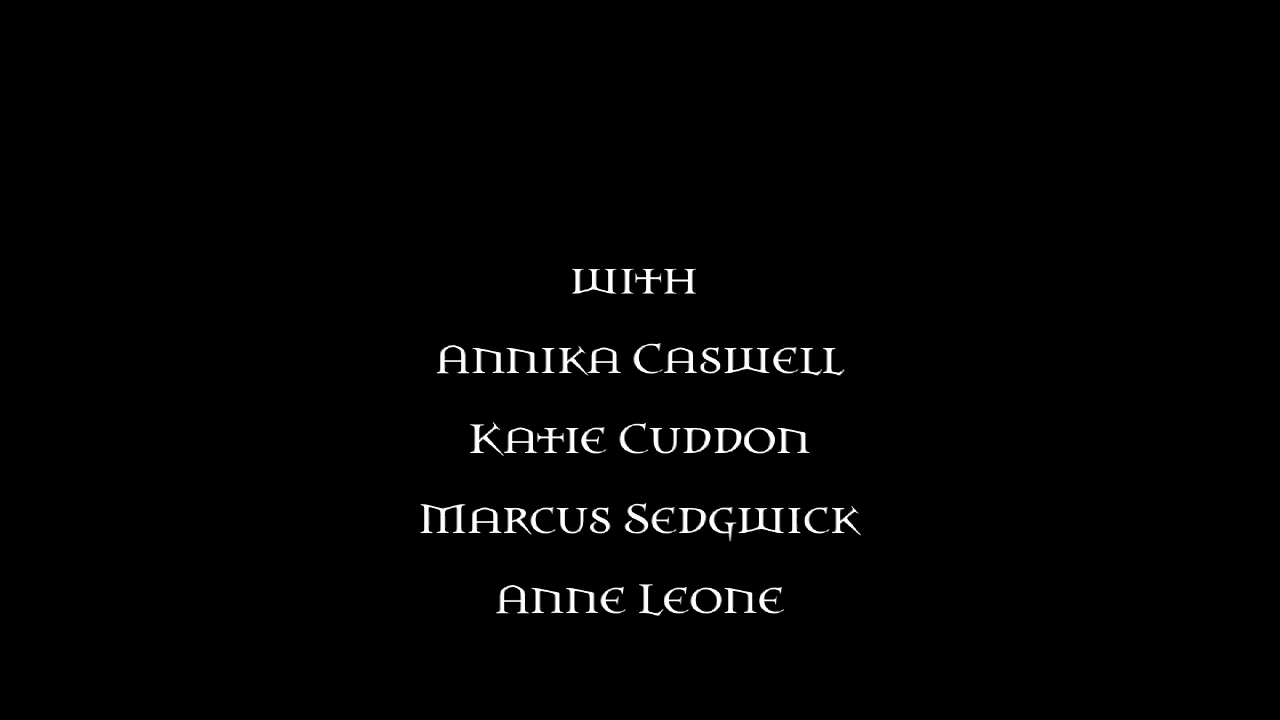 with
Annika Caswell
Katie Cuddon
Marcus Sedgwick
Anne Leone